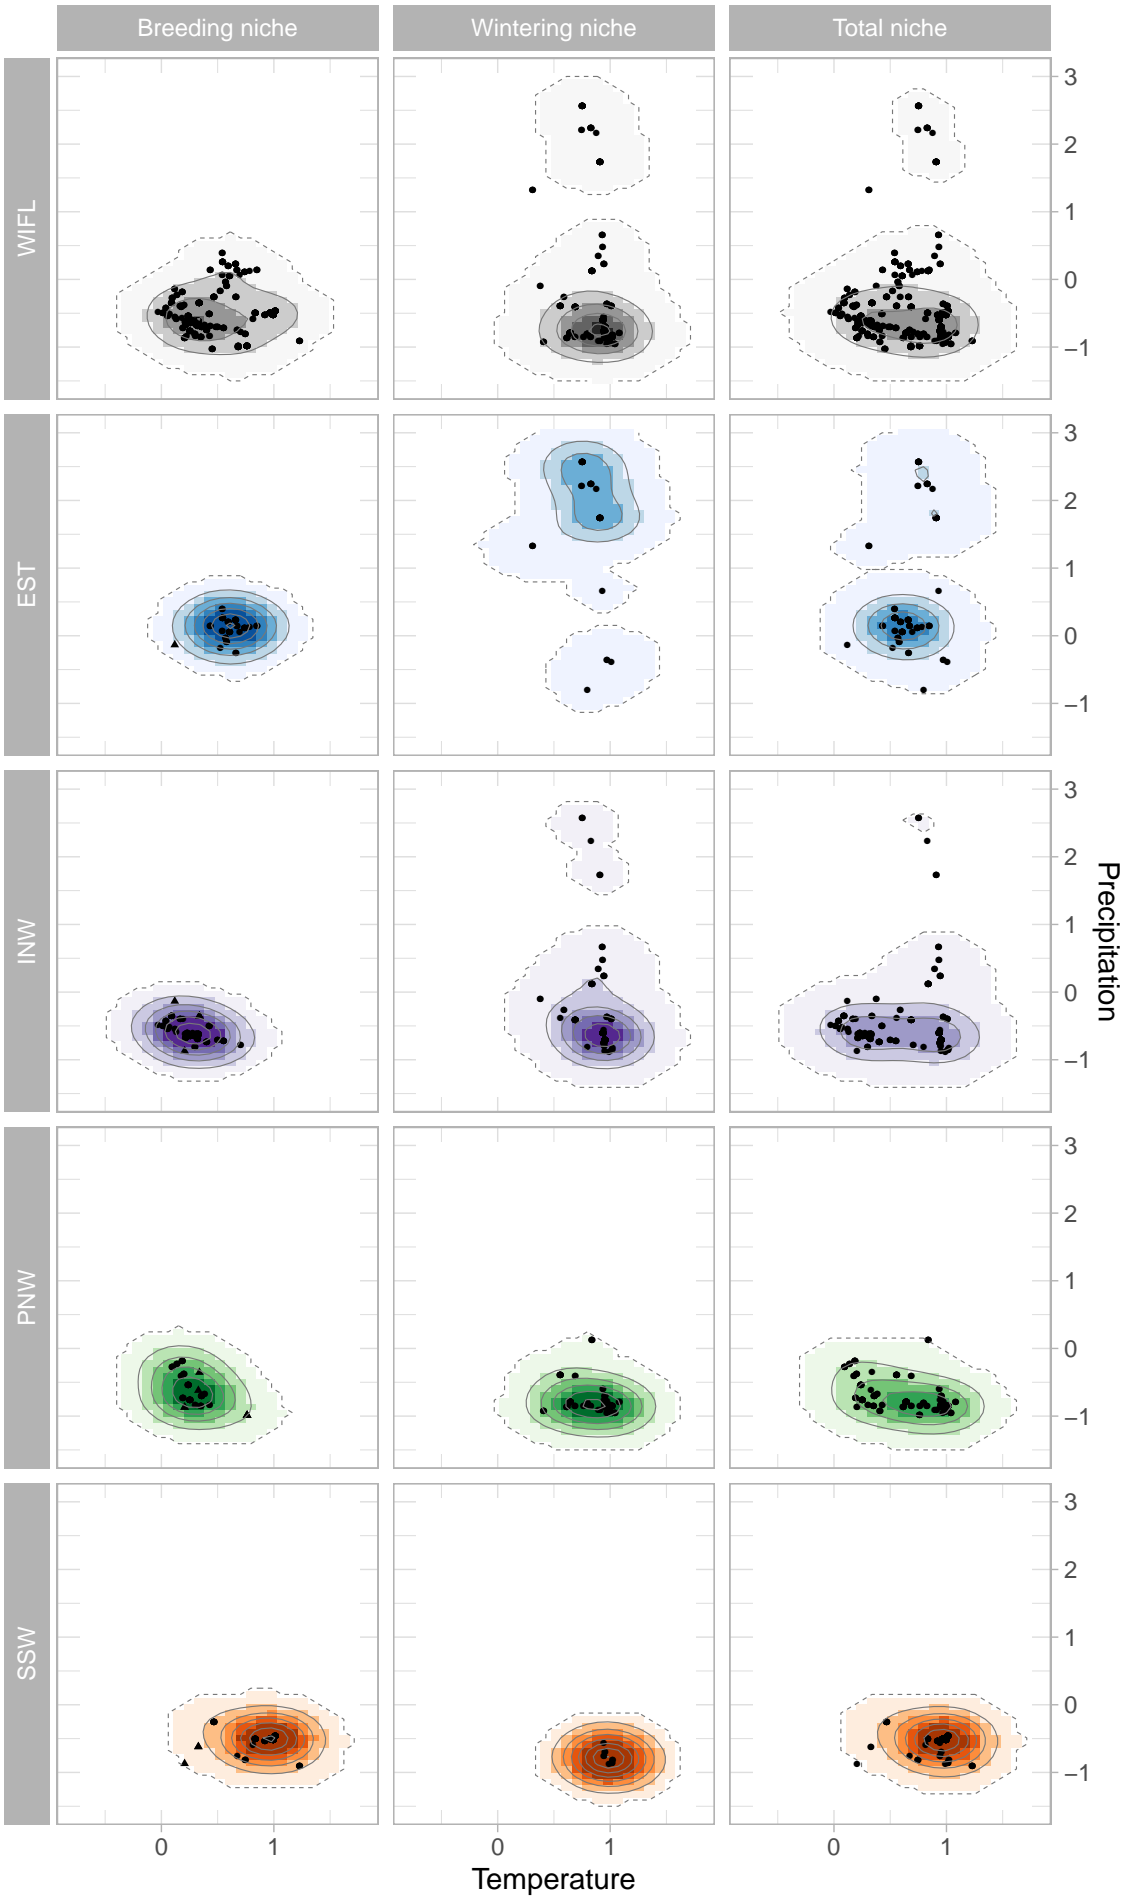 Breeding niche Wintering niche Total niche
WIFL
3
2
1
0
−1
EST
3
2
1
0
−1
INW
3
2
1
0
−1
Precipitation
PNW
3
2
1
0
−1
SSW
3
2
1
0
−1
0 1 0 1 0 1
Temperature